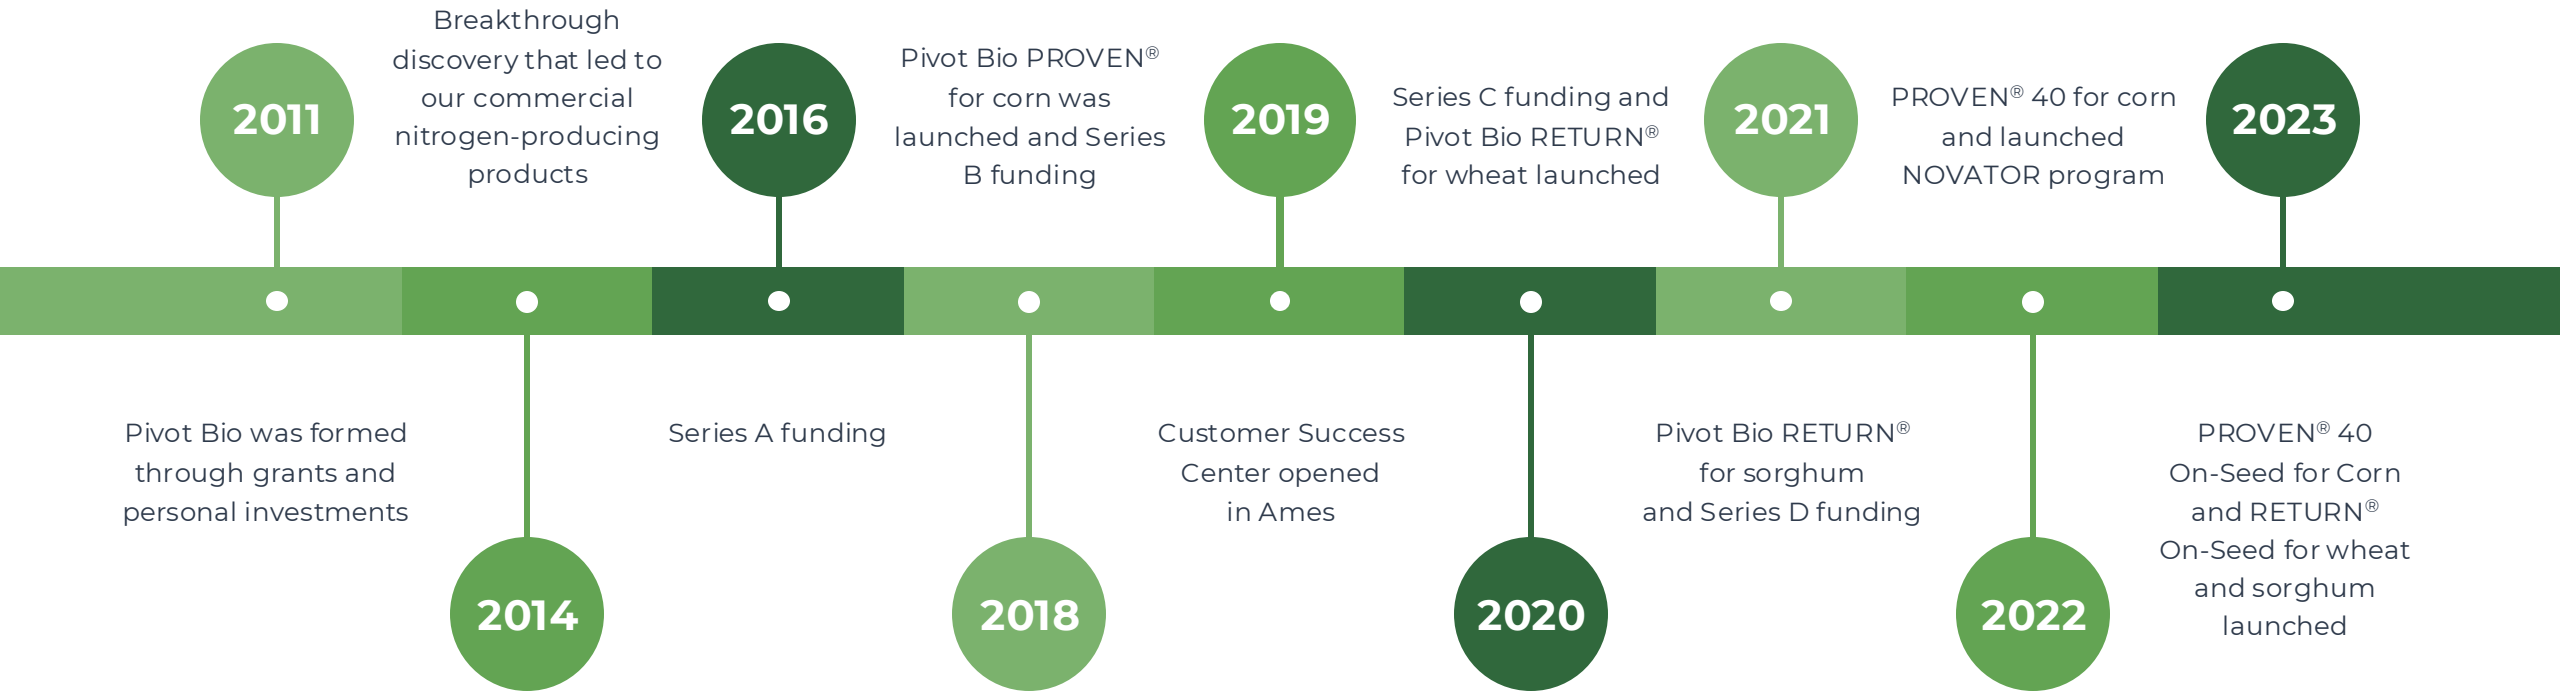 2011
Pivot Bio was formed
through grants and
personal investments
Breakthrough
discovery that led to
our commercial
nitrogen-producing
products
2014
2016
Series A funding
Pivot Bio PROVEN®
for corn was
launched and Series
B funding
2018
2019
Customer Success
Center opened
in Ames
Series C funding and
Pivot Bio RETURN®
for wheat launched
2020
2021
Pivot Bio RETURN®
for sorghum
and Series D funding
PROVEN® 40 for corn
and launched
NOVATOR program
2022
2023
PROVEN® 40
On-Seed for Corn
and RETURN®
On-Seed for wheat
and sorghum
launched